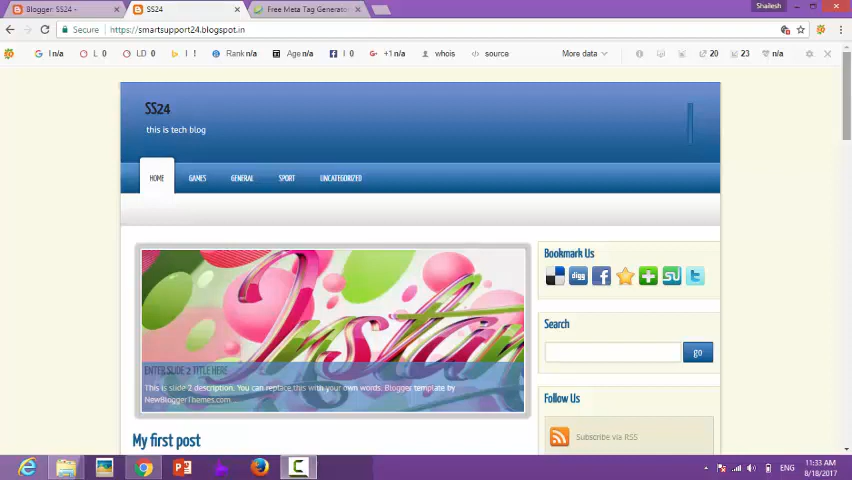 Blogger: SS24 -
SS24
Free Meta Tag Generator
Shailesh
Secure
https://smartsupport24.blogspot.in
I n/a
L 0
LD 0
I !
Rank n/a
Age n/a
I 0
+1 n/a
whois
source
More data
20
23
n/a
SS24
this is tech blog
HOME
GAMES
GENERAL
SPORT
UNCATEGORIZED
ENTER SLIDE 2 TITLE HERE
This is slide 2 description. You can replace this with your own words. Blogger template by
NewBloggerThemes.com
My first post
Bookmark Us
digg
Search
go
Follow Us
Subscribe via RSS
ENG
11:33 AM
8/18/2017